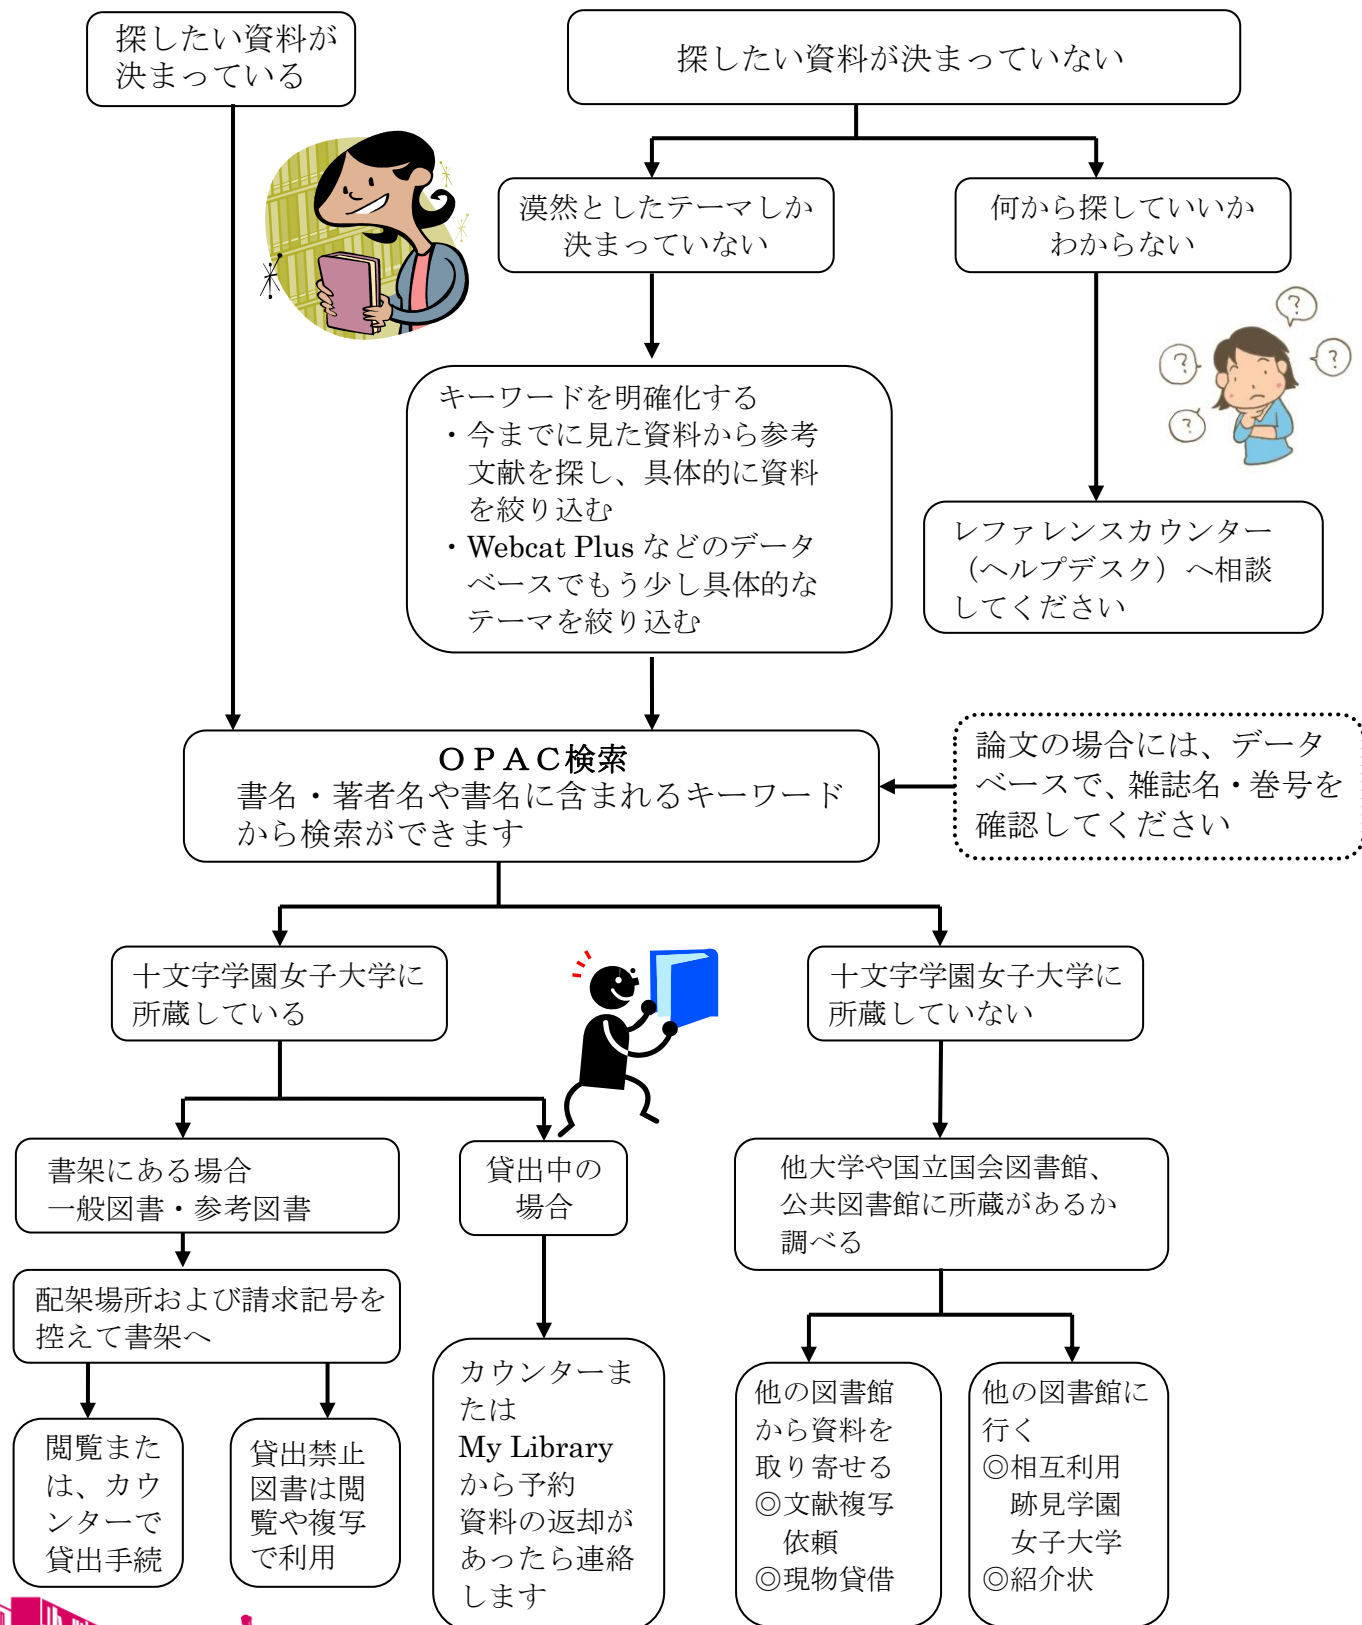 探したい資料が
決まっている
探したい資料が決まっていない
漠然としたテーマしか
決まっていない
何から探していいか
わからない
?
?
?
?
キーワードを明確化する
・今までに見た資料から参考
文献を探し、具体的に資料
を絞り込む
・Webcat Plus などのデータ
ベースでもう少し具体的な
テーマを絞り込む
レファレンスカウンター
（ヘルプデスク）へ相談
してください
ＯＰＡＣ検索
書名・著者名や書名に含まれるキーワード
から検索ができます
論文の場合には、データ
ベースで、雑誌名・巻号を
確認してください
十文字学園女子大学に
所蔵している
十文字学園女子大学に
所蔵していない
書架にある場合
一般図書・参考図書
貸出中の
場合
他大学や国立国会図書館、
公共図書館に所蔵があるか
調べる
配架場所および請求記号を
控えて書架へ
閲覧また
は、カウ
ンターで
貸出手続
貸出禁止
図書は閲
覧や複写
で利用
カウンターま
たは
My Library
から予約
資料の返却が
あったら連絡
します
他の図書館
から資料を
取り寄せる
◎文献複写
依頼
◎現物貸借
他の図書館に
行く
◎相互利用
跡見学園
女子大学
◎紹介状